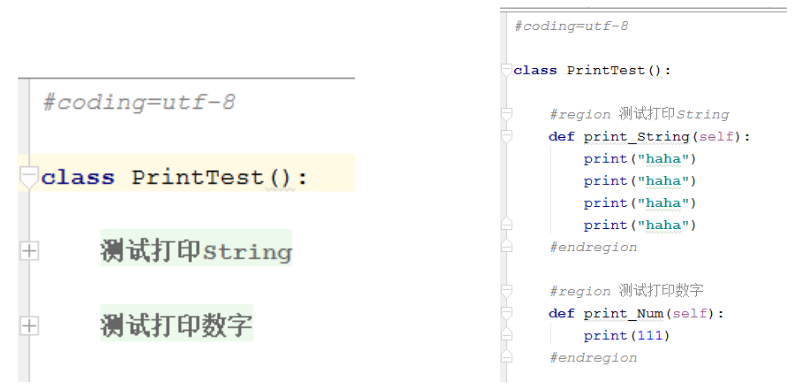 #coding=utf-8
class PrintTest():
测试打印String
测试打印数字
#coding=utf-8
class PrintTest():
#region 测试打印String
def print_String(self):
print("haha")
print("haha")
print("haha")
print("haha")
#endregion
#region 测试打印数字
def print_Num(self):
print(111)
#endregion